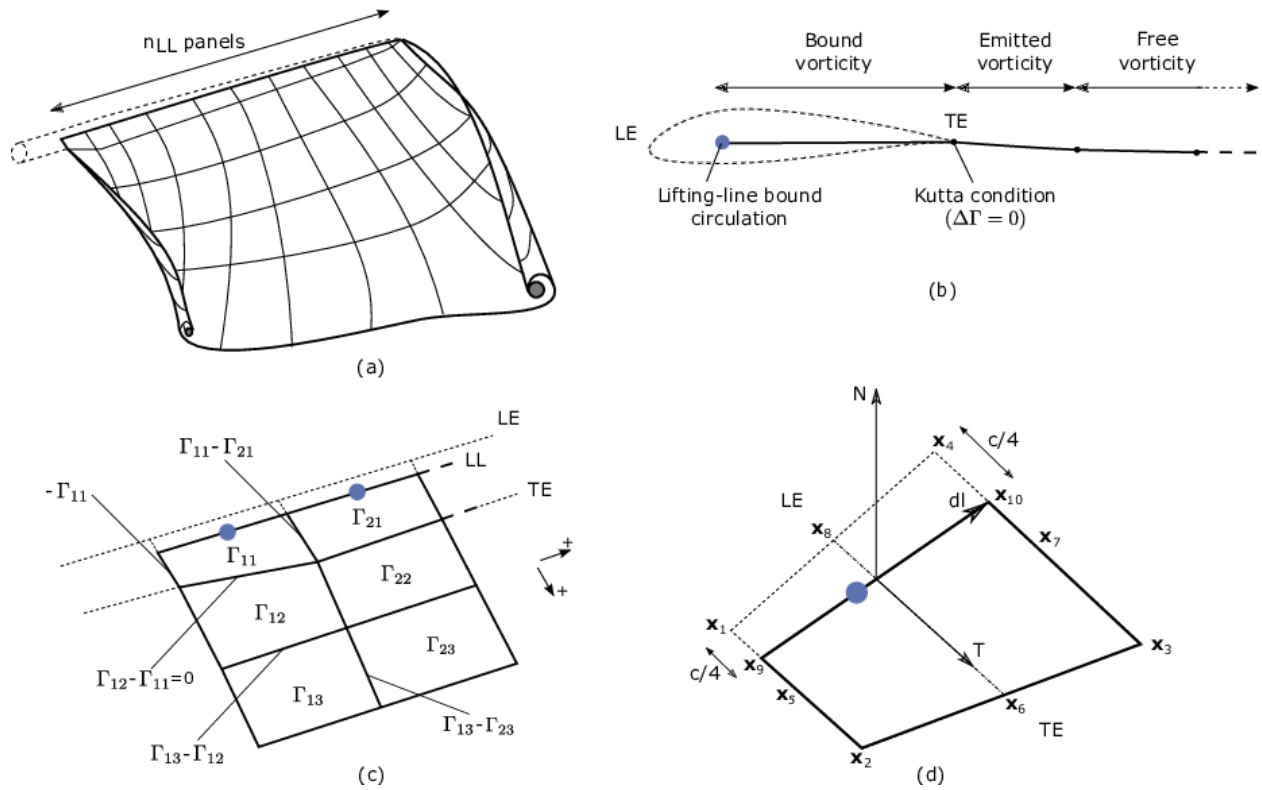 n_LL panels
(a)
Bound vorticity
Emitted vorticity
Free vorticity
LE
TE
Lifting-line bound circulation
Kutta condition
(ΔΓ = 0)
(b)
LE
LL
TE
Γ₁₁-Γ₂₁
-Γ₁₁
Γ₂₁
Γ₁₁
+
+
Γ₂₂
Γ₁₂
Γ₂₃
Γ₁₂-Γ₁₁=0
Γ₁₃
Γ₁₃-Γ₂₃
Γ₁₃-Γ₁₂
(c)
N
x₄
c/4
LE
dl
x₁₀
x₈
x₇
x₁
T
x₃
x₉
c/4
x₅
x₆
TE
x₂
(d)